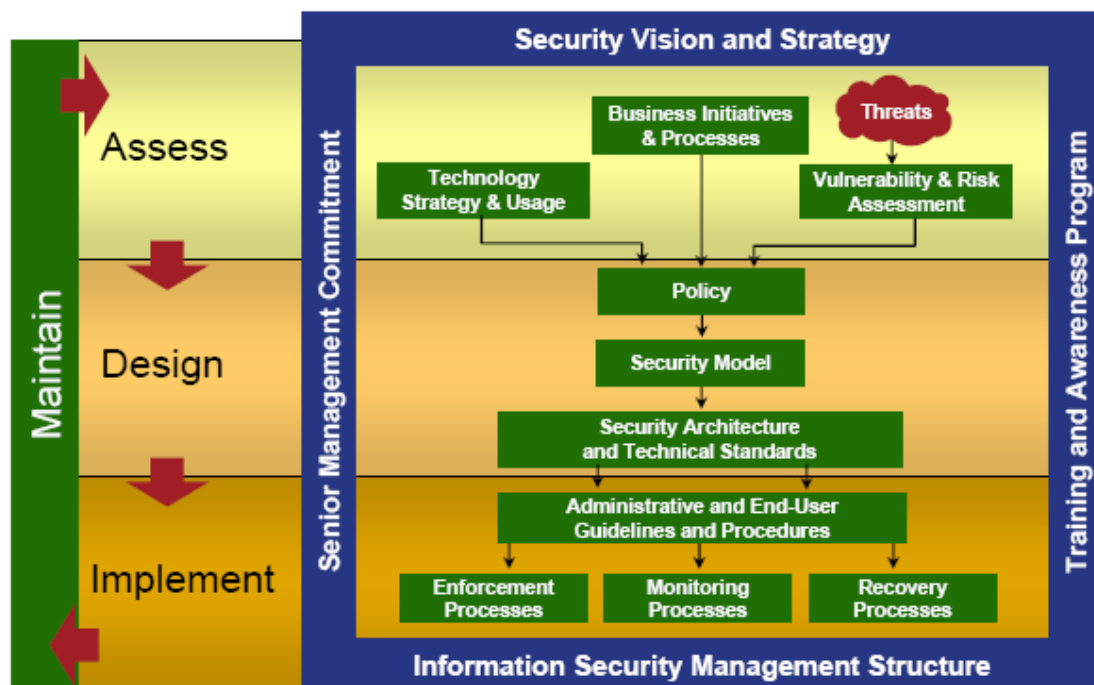 Security Vision and Strategy
Maintain
Assess
Design
Implement
Senior Management Commitment
Business Initiatives
& Processes
Threats
Technology
Strategy & Usage
Vulnerability & Risk
Assessment
Policy
Security Model
Security Architecture
and Technical Standards
Administrative and End-User
Guidelines and Procedures
Enforcement
Processes
Monitoring
Processes
Recovery
Processes
Training and Awareness Program
Information Security Management Structure